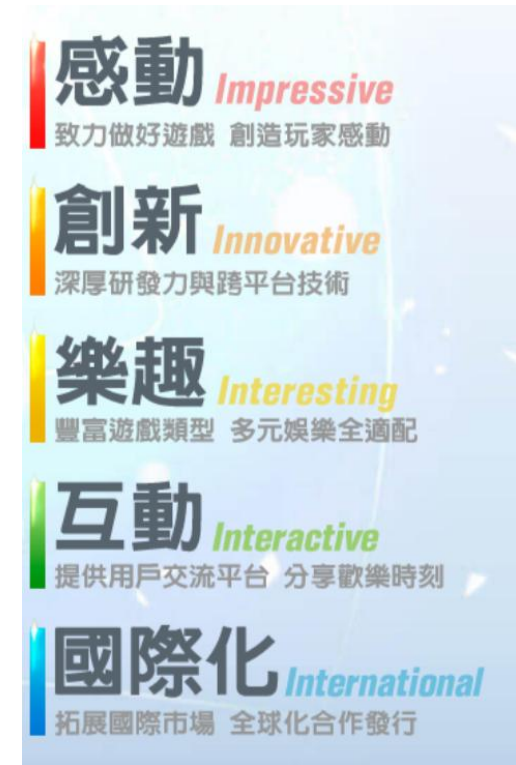 感動 Impressive
致力做好遊戲 創造玩家感動
創新 Innovative
深厚研發力與跨平台技術
樂趣 Interesting
豐富遊戲類型 多元娛樂全適配
互動 Interactive
提供用戶交流平台 分享歡樂時刻
國際化 International
拓展國際市場 全球化合作發行